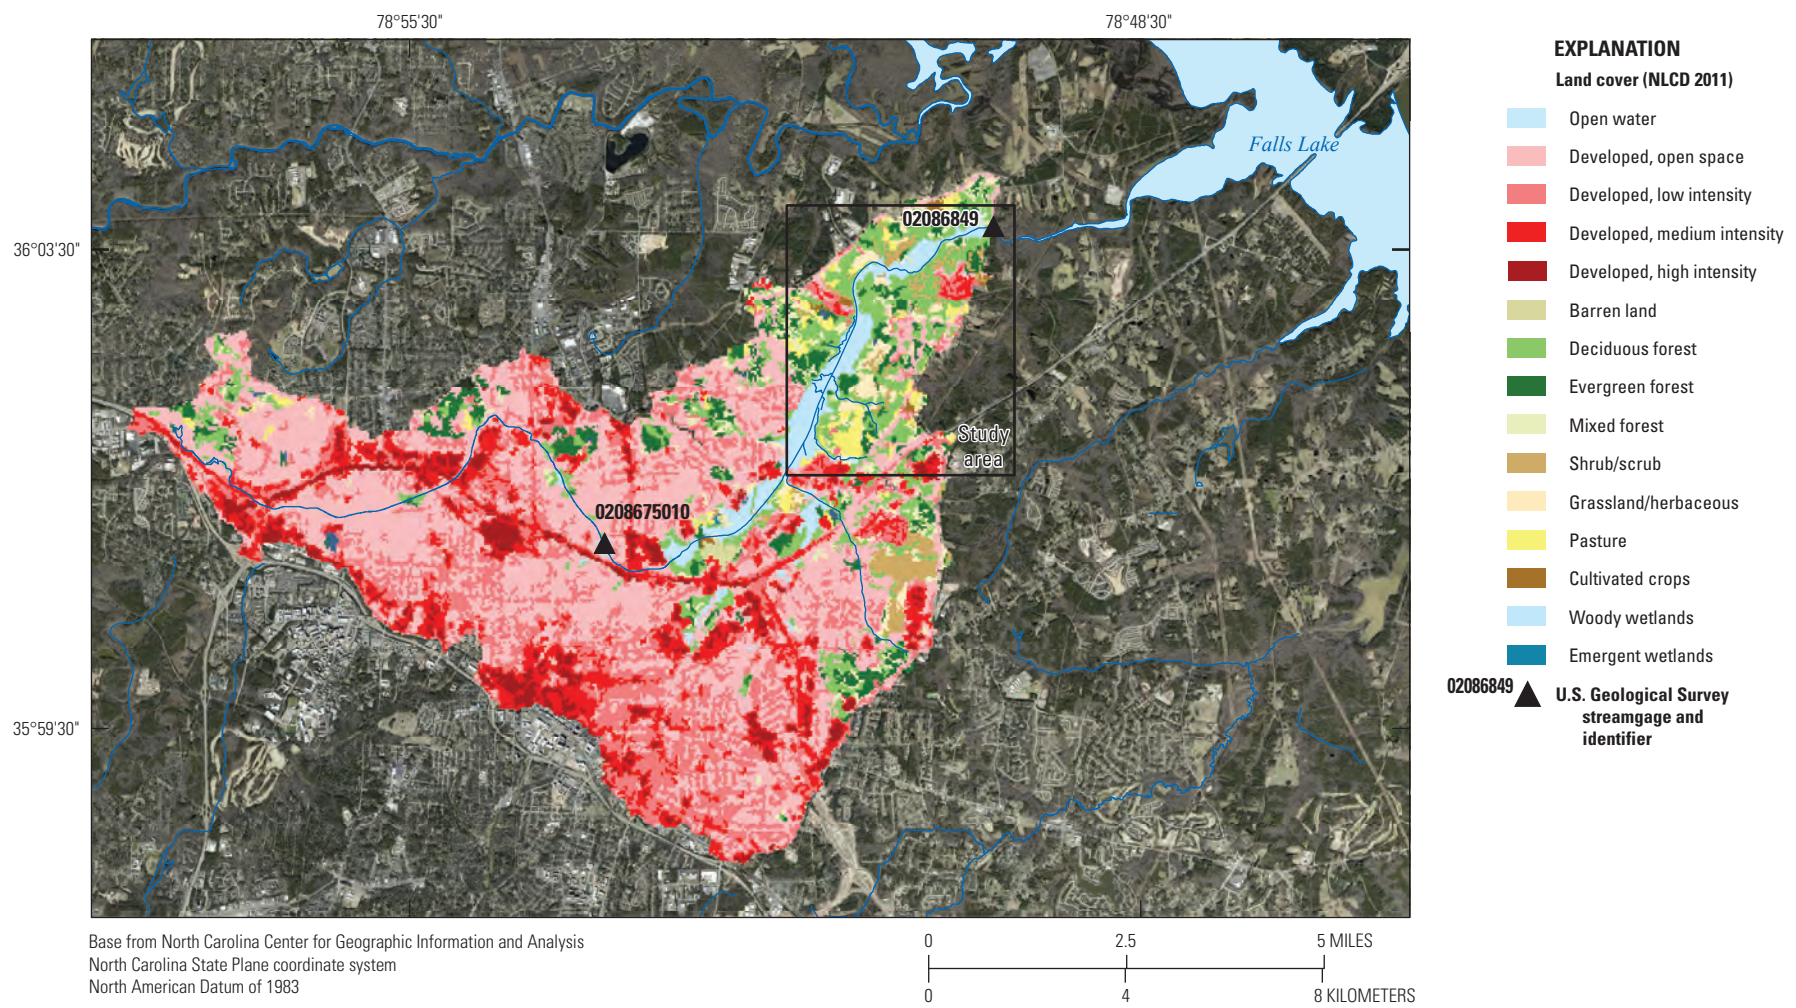 78°55'30"
78°48'30"
36°03'30"
35°59'30"
Falls Lake
02086849
Study
area
0208675010
EXPLANATION
Land cover (NLCD 2011)
Open water
Developed, open space
Developed, low intensity
Developed, medium intensity
Developed, high intensity
Barren land
Deciduous forest
Evergreen forest
Mixed forest
Shrub/scrub
Grassland/herbaceous
Pasture
Cultivated crops
Woody wetlands
Emergent wetlands
02086849 U.S. Geological Survey
streamgage and
identifier
Base from North Carolina Center for Geographic Information and Analysis
North Carolina State Plane coordinate system
North American Datum of 1983
0 2.5 5 MILES
0 4 8 KILOMETERS